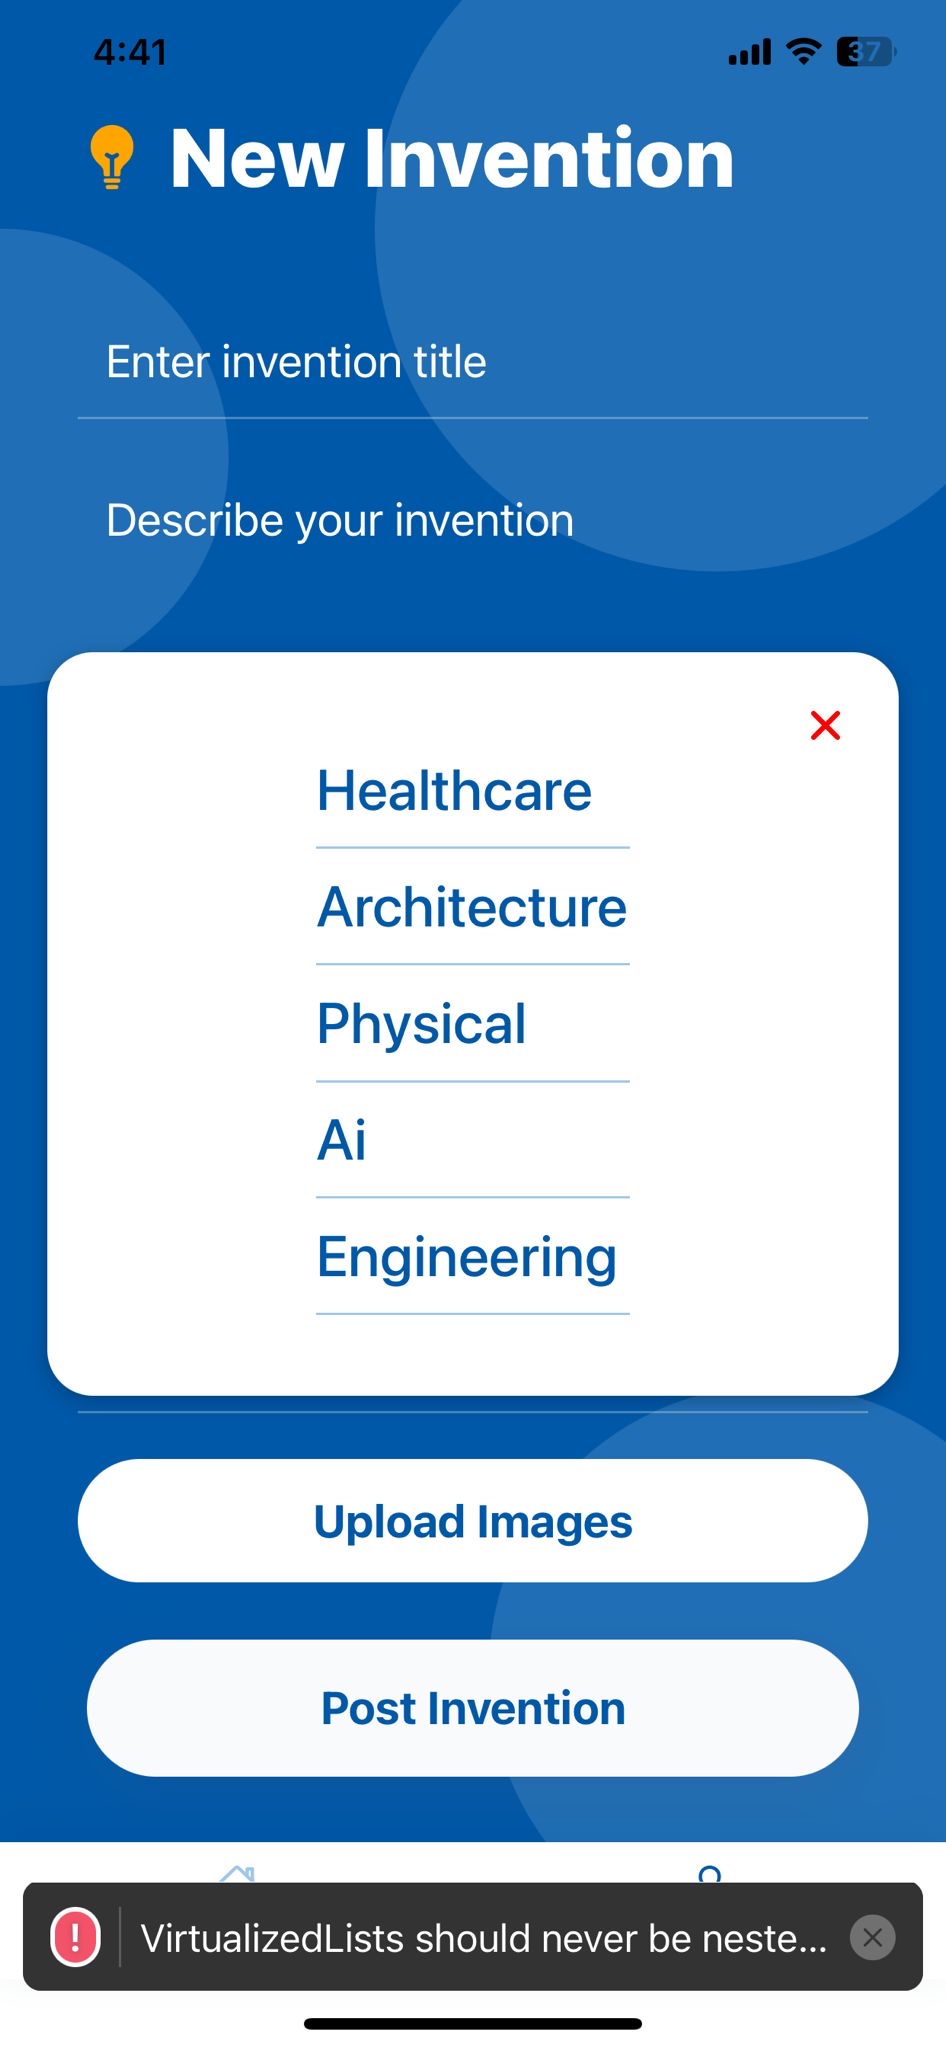 4:41
37
New Invention
Enter invention title
Describe your invention
Healthcare
Architecture
Physical
Ai
Engineering
Upload Images
Post Invention
VirtualizedLists should never be neste...